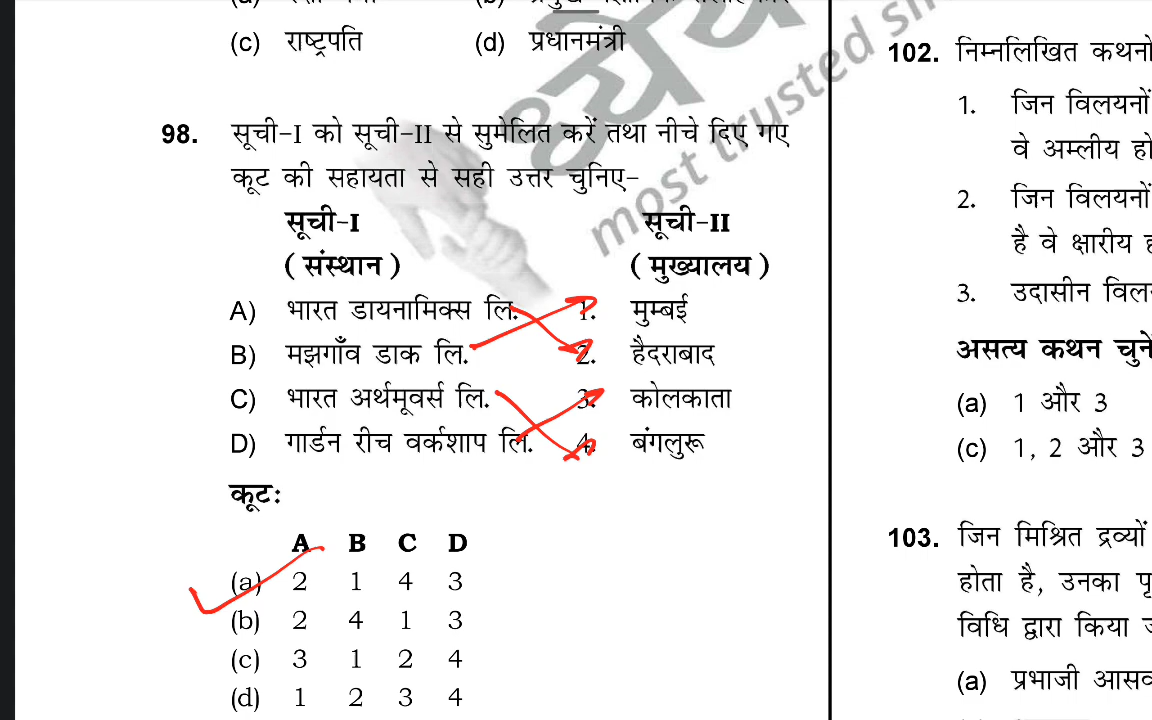 (c) राष्ट्रपति (d) प्रधानमंत्री
98. सूची-I को सूची-II से सुमेलित करें तथा नीचे दिए गए
कूट की सहायता से सही उत्तर चुनिए-
सूची-I सूची-II
(संस्थान) (मुख्यालय)
A) भारत डायनामिक्स लि. 1. मुम्बई
B) मझगाँव डाक लि. 2. हैदराबाद
C) भारत अर्थमूवर्स लि. 3. कोलकाता
D) गार्डन रीच वर्कशाप लि. 4. बंगलुरू
कूटः
A B C D
(a) 2 1 4 3
(b) 2 4 1 3
(c) 3 1 2 4
(d) 1 2 3 4
most trusted
102. निम्नलिखित
1. जिन विलयनों
वे अम्लीय
2. जिन विलयनों
है वे क्षारीय
3. उदासीन
असत्य कथन
(a) 1 और 3
(c) 1, 2 और 3
103. जिन मिश्रित द्रव्यों
होता है, उनका
विधि द्वारा किया
(a) प्रभाजी